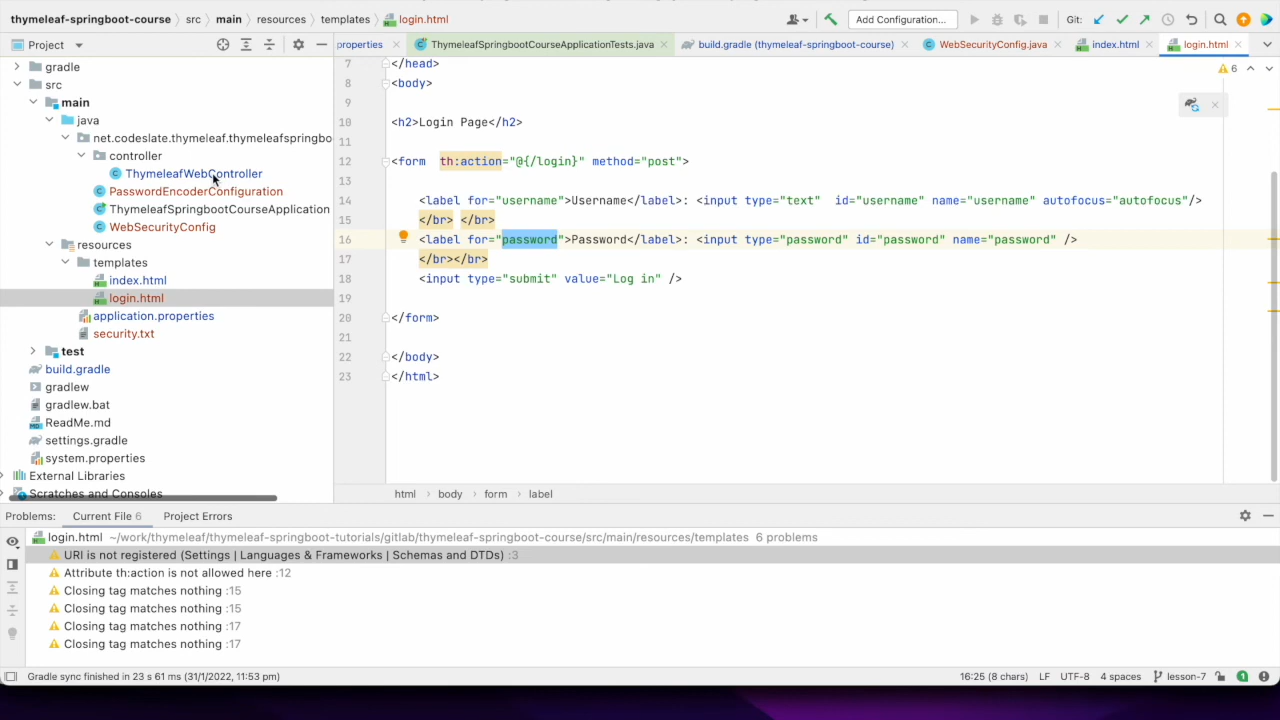 thymeleaf-springboot-course › src › main › resources › templates › login.html
Add Configuration...
Git:
Project
properties
ThymeleafSpringbootCourseApplicationTests.java
build.gradle (thymeleaf-springboot-course)
WebSecurityConfig.java
index.html
login.html
gradle
src
main
java
net.codeslate.thymeleaf.thymeleafspringbo
controller
ThymeleafWebController
PasswordEncoderConfiguration
ThymeleafSpringbootCourseApplication
WebSecurityConfig
resources
templates
index.html
login.html
application.properties
security.txt
test
build.gradle
gradlew
gradlew.bat
ReadMe.md
settings.gradle
system.properties
External Libraries
Scratches and Consoles
6
7 </head>
8 <body>
9
10 <h2>Login Page</h2>
11
12 <form  th:action="@{/login}" method="post">
13
14 <label for="username">Username</label>: <input type="text"  id="username" name="username" autofocus="autofocus"/>
15 </br> </br>
16 <label for="password">Password</label>: <input type="password" id="password" name="password" />
17 </br></br>
18 <input type="submit" value="Log in" />
19
20 </form>
21
22 </body>
23 </html>
html › body › form › label
Problems: Current File 6 Project Errors
login.html ~/work/thymeleaf/thymeleaf-springboot-tutorials/gitlab/thymeleaf-springboot-course/src/main/resources/templates 6 problems
URI is not registered (Settings | Languages & Frameworks | Schemas and DTDs) :3
Attribute th:action is not allowed here :12
Closing tag matches nothing :15
Closing tag matches nothing :15
Closing tag matches nothing :17
Closing tag matches nothing :17
Gradle sync finished in 23 s 61 ms (31/1/2022, 11:53 pm)
16:25 (8 chars) LF UTF-8 4 spaces lesson-7 1